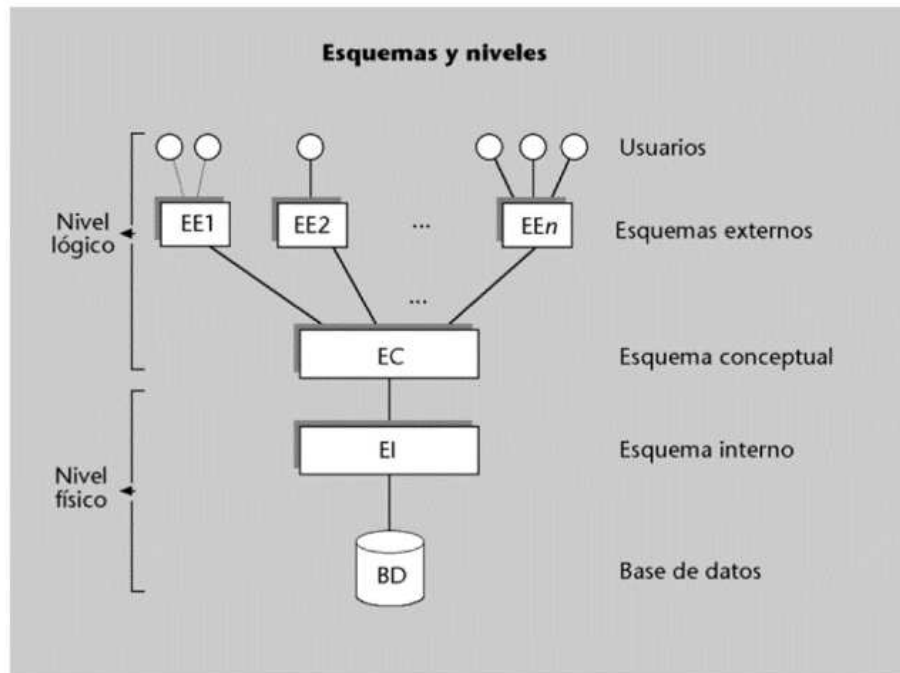 Esquemas y niveles
Usuarios
Nivel
lógico
EE1
EE2
...
EEn
Esquemas externos
...
EC
Esquema conceptual
Nivel
físico
EI
Esquema interno
BD
Base de datos